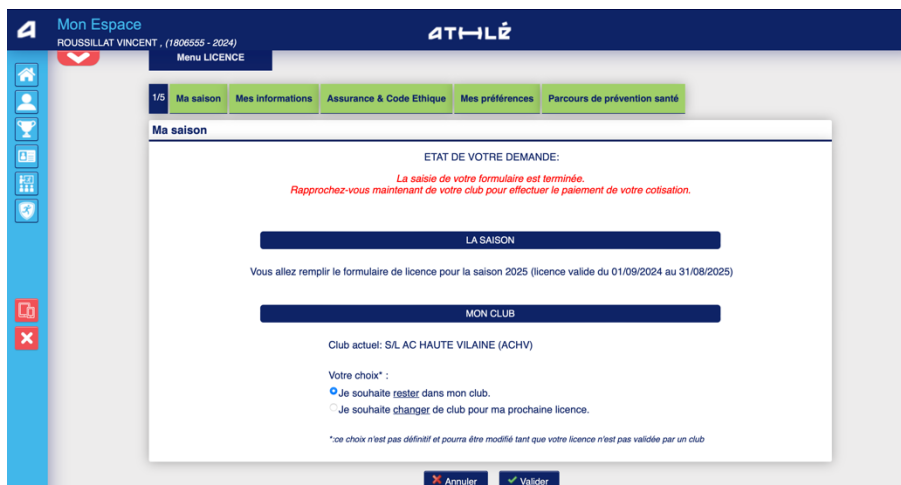 Mon Espace
ROUSSILLAT VINCENT , (1806555 - 2024)
ATHLÉ
Menu LICENCE
1/5 Ma saison Mes informations Assurance & Code Ethique Mes préférences Parcours de prévention santé
Ma saison
ETAT DE VOTRE DEMANDE:
La saisie de votre formulaire est terminée.
Rapprochez-vous maintenant de votre club pour effectuer le paiement de votre cotisation.
LA SAISON
Vous allez remplir le formulaire de licence pour la saison 2025 (licence valide du 01/09/2024 au 31/08/2025)
MON CLUB
Club actuel: S/L AC HAUTE VILAINE (ACHV)
Votre choix* :
Je souhaite rester dans mon club.
Je souhaite changer de club pour ma prochaine licence.
*:ce choix n'est pas définitif et pourra être modifié tant que votre licence n'est pas validée par un club
Annuler Valider